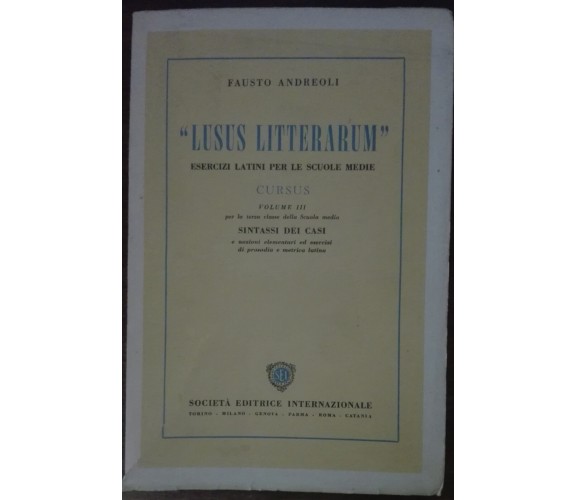 FAUSTO ANDREOLI
"LUSUS LITTERARUM"
ESERCIZI LATINI PER LE SCUOLE MEDIE
CURSUS
VOLUME III
per la terza classe della Scuola media
SINTASSI DEI CASI
e nozioni elementari ed esercizi
di prosodia e metrica latina
SEI
SOCIETÀ EDITRICE INTERNAZIONALE
TORINO - MILANO - GENOVA - PARMA - ROMA - CATANIA